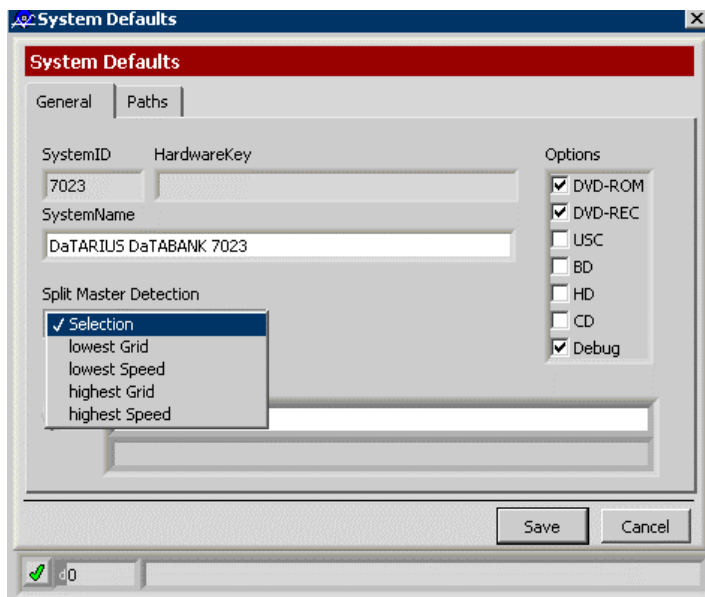 System Defaults
System Defaults
General Paths
SystemID HardwareKey Options
7023 DVD-ROM
SystemName DVD-REC
DaTARIUS DaTABANK 7023 USC
BD
Split Master Detection HD
Selection CD
lowest Grid Debug
lowest Speed
highest Grid
highest Speed
Save Cancel
d0